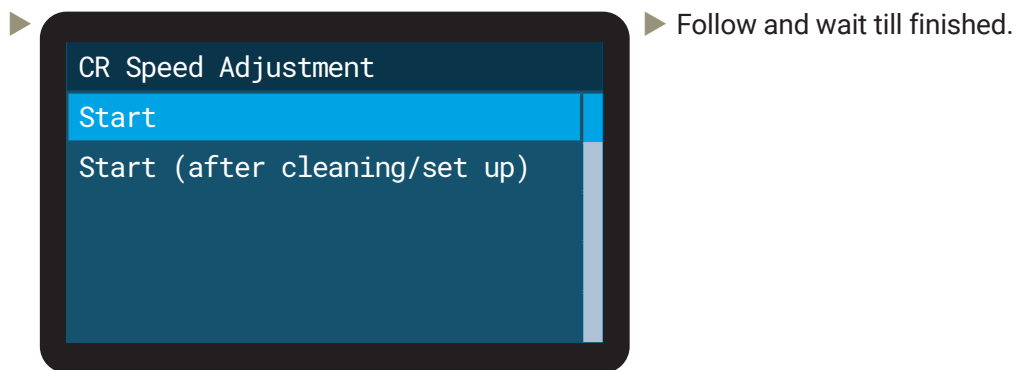 CR Speed Adjustment
Start
Start (after cleaning/set up)
Follow and wait till finished.